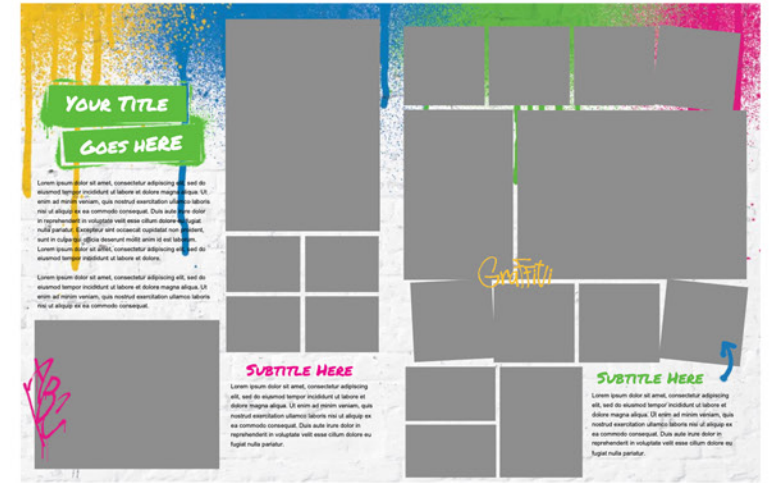 Your Title
Goes Here
Lorem ipsum dolor sit amet, consectetur adipiscing elit, sed do
eiusmod tempor incididunt ut labore et dolore magna aliqua. Ut
enim ad minim veniam, quis nostrud exercitation ullamco laboris
nisi ut aliquip ex ea commodo consequat. Duis aute irure dolor
in reprehenderit in voluptate velit esse cillum dolore eu fugiat
nulla pariatur. Excepteur sint occaecat cupidatat non proident,
sunt in culpa qui officia deserunt mollit anim id est laborum.
Lorem ipsum dolor sit amet, consectetur adipiscing elit, sed do
eiusmod tempor incididunt ut labore et dolore.
Lorem ipsum dolor sit amet, consectetur adipiscing elit, sed do
eiusmod tempor incididunt ut labore et dolore magna aliqua. Ut
enim ad minim veniam, quis nostrud exercitation ullamco laboris
nisi ut aliquip ex ea commodo consequat.
Subtitle Here
Lorem ipsum dolor sit amet, consectetur adipiscing
elit, sed do eiusmod tempor incididunt ut labore et
dolore magna aliqua. Ut enim ad minim veniam, quis
nostrud exercitation ullamco laboris nisi ut aliquip ex
ea commodo consequat. Duis aute irure dolor in
reprehenderit in voluptate velit esse cillum dolore eu
fugiat nulla pariatur.
Graffiti
Subtitle Here
Lorem ipsum dolor sit amet, consectetur adipiscing
elit, sed do eiusmod tempor incididunt ut labore et
dolore magna aliqua. Ut enim ad minim veniam, quis
nostrud exercitation ullamco laboris nisi ut aliquip ex
ea commodo consequat. Duis aute irure dolor in
reprehenderit in voluptate velit esse cillum dolore eu
fugiat nulla pariatur.